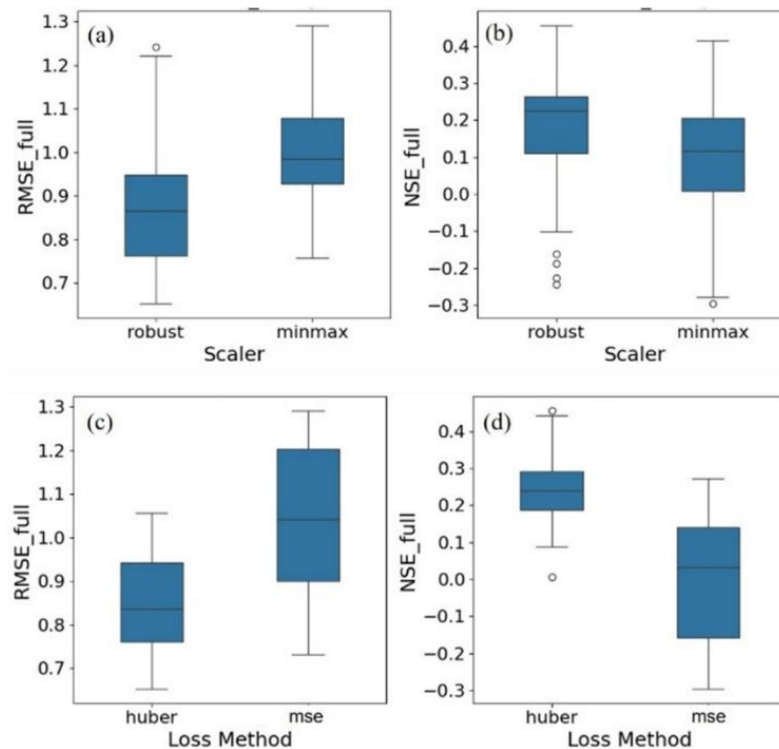 (a)
RMSE_full
1.3
1.2
1.1
1.0
0.9
0.8
0.7
robust minmax
Scaler
(b)
NSE_full
0.4
0.3
0.2
0.1
0.0
−0.1
−0.2
−0.3
robust minmax
Scaler
(c)
RMSE_full
1.3
1.2
1.1
1.0
0.9
0.8
0.7
huber mse
Loss Method
(d)
NSE_full
0.4
0.3
0.2
0.1
0.0
−0.1
−0.2
−0.3
huber mse
Loss Method